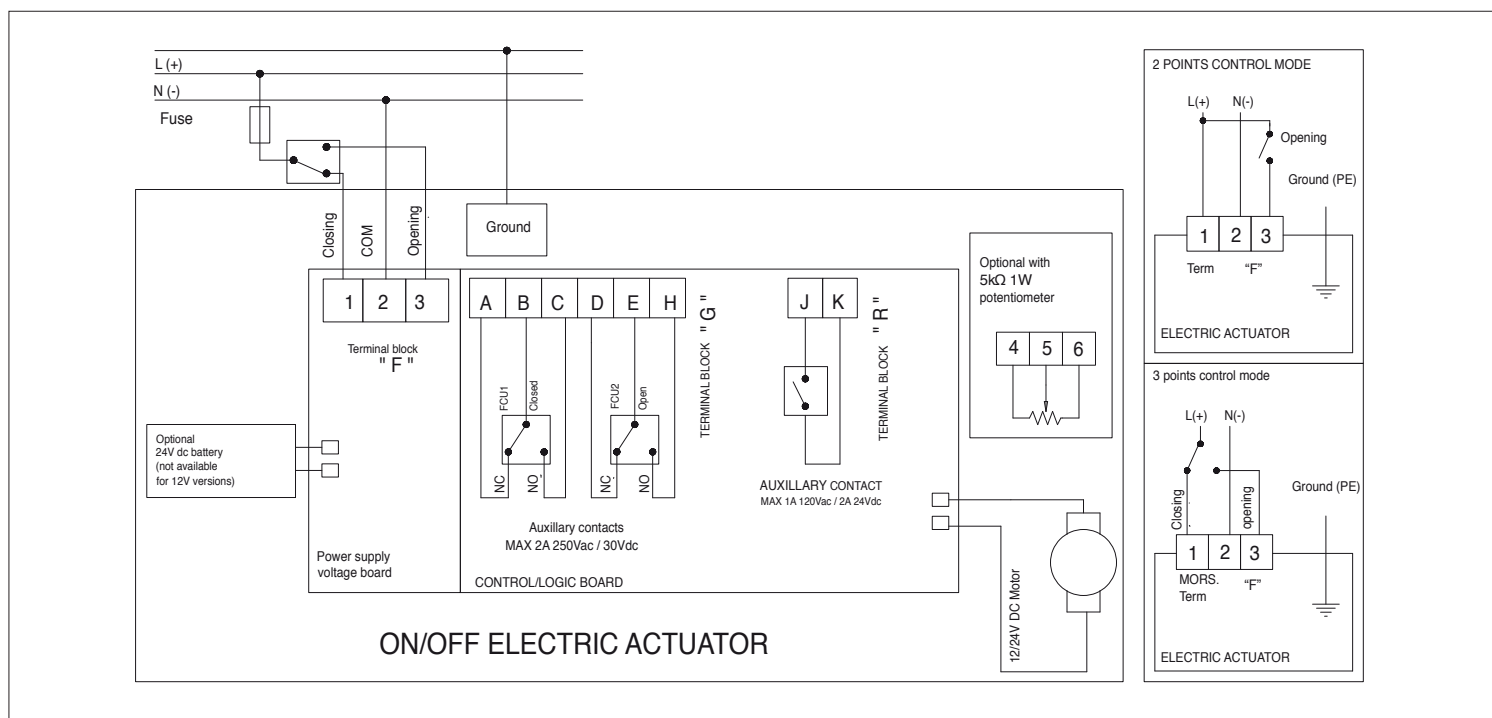 L (+)
N (-)
Fuse
Closing
COM
Opening
Ground
1 2 3
Terminal block
" F "
A B C D E H
TERMINAL BLOCK "G"
FCU1
Closed
FCU2
Open
NC
NO
NC
NO
Auxillary contacts
MAX 2A 250Vac / 30Vdc
J K
TERMINAL BLOCK "R"
AUXILLARY CONTACT
MAX 1A 120Vac / 2A 24Vdc
Optional with
5kΩ 1W
potentiometer
4 5 6
Optional
24V dc battery
(not available
for 12V versions)
Power supply
voltage board
CONTROL/LOGIC BOARD
12/24V DC Motor
ON/OFF ELECTRIC ACTUATOR
2 POINTS CONTROL MODE
L(+) N(-)
Opening
Ground (PE)
1 2 3
Term "F"
ELECTRIC ACTUATOR
3 points control mode
L(+)
N(-)
Closing
opening
Ground (PE)
1 2 3
MORS.
Term "F"
ELECTRIC ACTUATOR